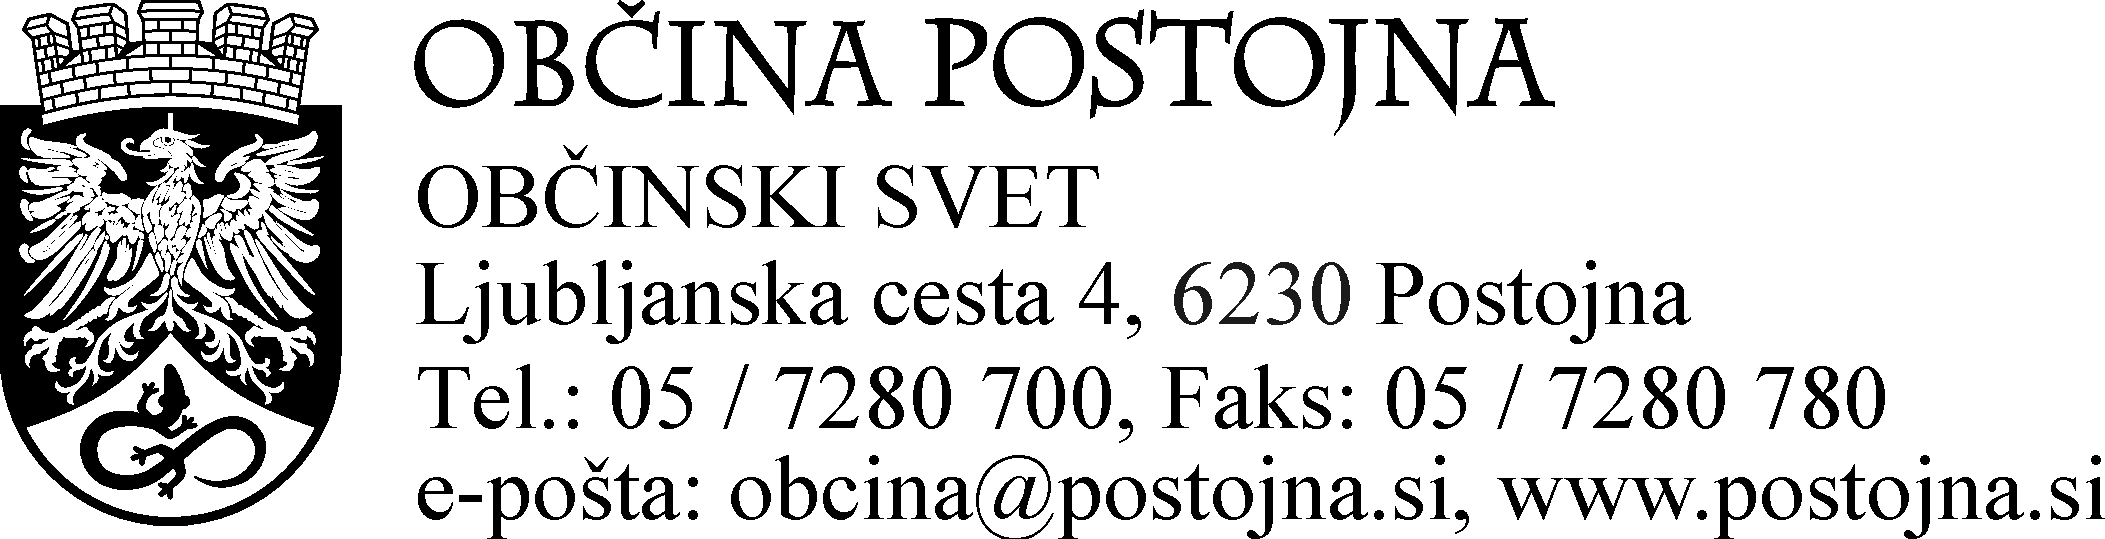 OBČINA POSTOJNA
OBČINSKI SVET
Ljubljanska cesta 4, 6230 Postojna
Tel.: 05 / 7280 700, Faks: 05 / 7280 780
e-pošta: obcina@postojna.si, www.postojna.si